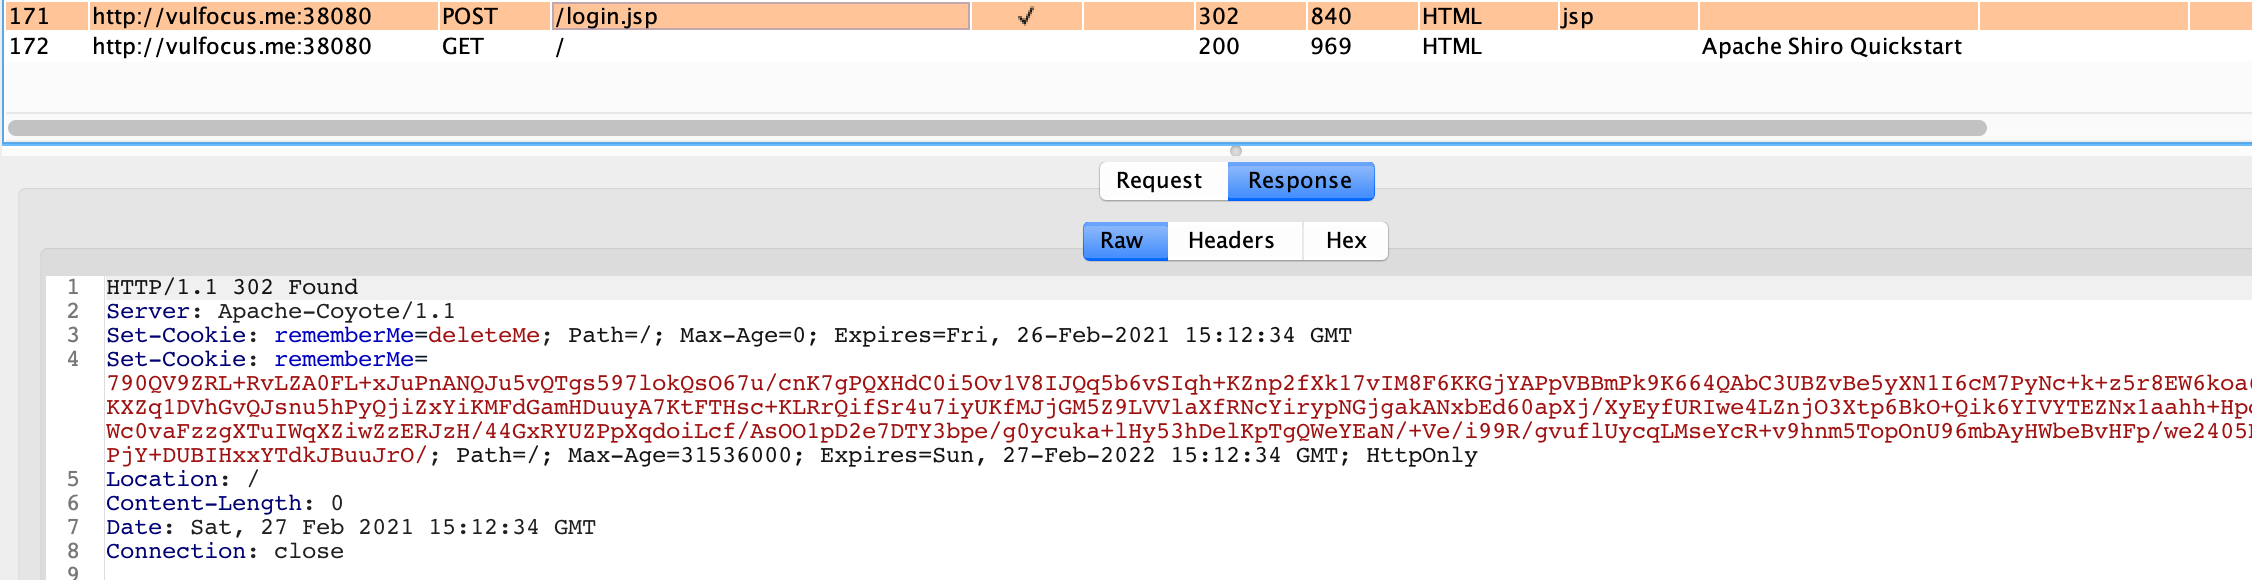 171 http://vulfocus.me:38080 POST /login.jsp ✓ 302 840 HTML jsp
172 http://vulfocus.me:38080 GET / 200 969 HTML Apache Shiro Quickstart
Request Response
Raw Headers Hex
1 HTTP/1.1 302 Found
2 Server: Apache-Coyote/1.1
3 Set-Cookie: rememberMe=deleteMe; Path=/; Max-Age=0; Expires=Fri, 26-Feb-2021 15:12:34 GMT
4 Set-Cookie: rememberMe=
790QV9ZRL+RvLZA0FL+xJuPnANQJu5vQTgs597lokQsO67u/cnK7gPQXHdC0i5Ov1V8IJQq5b6vSIqh+KZnp2fXk17vIM8F6KKGjYAPpVBBmPk9K664QAbC3UBZvBe5yXN1I6cM7PyNc+k+z5r8EW6koa
KXZq1DVhGvQJsnu5hPyQjiZxYiKMFdGamHDuuyA7KtFTHsc+KLRrQifSr4u7iyUKfMJjGM5Z9LVVlaXfRNcYirypNGjgakANxbEd60apXj/XyEyfURIwe4LZnjO3Xtp6BkO+Qik6YIVYTEZNx1aahh+Hp
Wc0vaFzzgXTuIWqXZiwZzERJzH/44GxRYUZPpXqdoiLcf/AsOO1pD2e7DTY3bpe/g0ycuka+lHy53hDelKpTgQWeYEaN/+Ve/i99R/gvuflUycqLMseYcR+v9hnm5TopOnU96mbAyHWbeBvHFp/we2405
PjY+DUBIHxxYTdkJBuuJrO/; Path=/; Max-Age=31536000; Expires=Sun, 27-Feb-2022 15:12:34 GMT; HttpOnly
5 Location: /
6 Content-Length: 0
7 Date: Sat, 27 Feb 2021 15:12:34 GMT
8 Connection: close
9